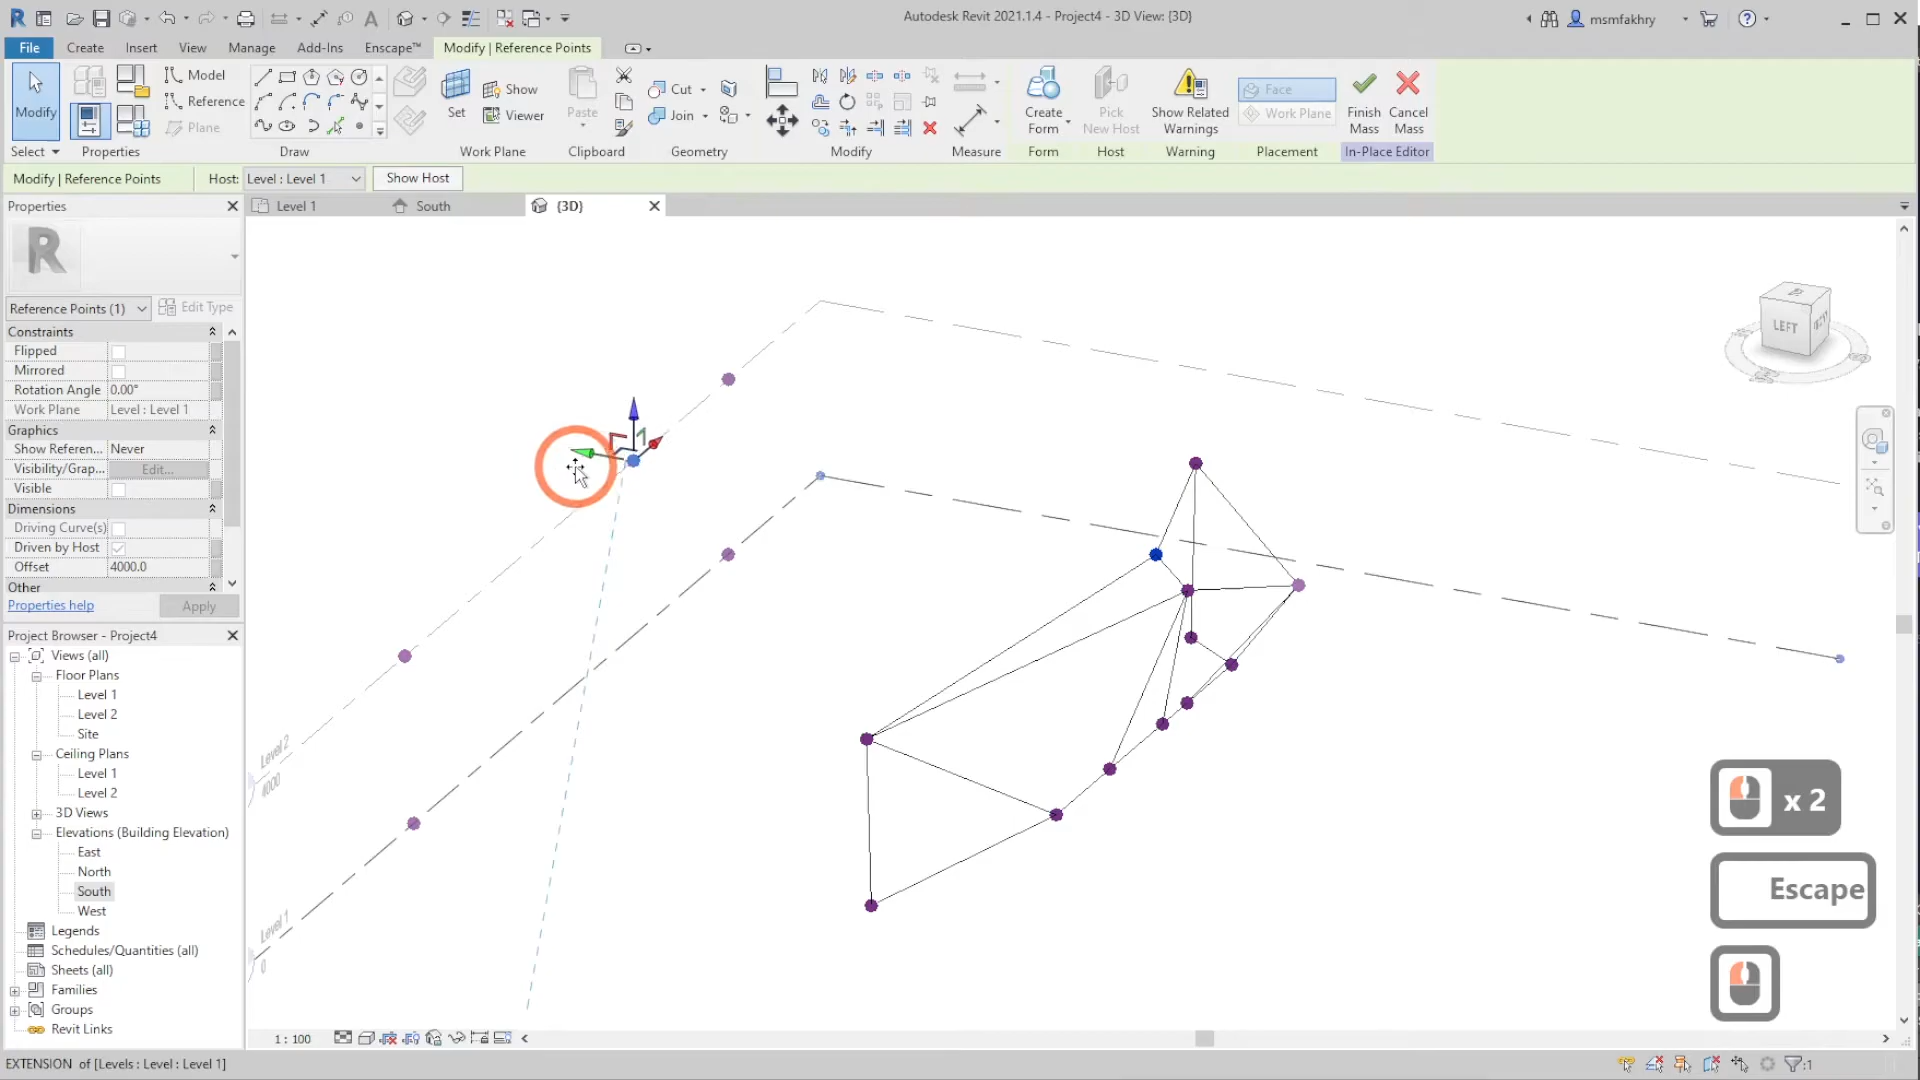 Autodesk Revit 2021.1.4 - Project4 - 3D View: {3D}
msmfakhry
File Create Insert View Manage Add-Ins Enscape™ Modify | Reference Points
Modify
Model
Reference
Plane
Set
Show
Viewer
Paste
Cut
Join
Create Form
Pick New Host
Show Related Warnings
Face
Work Plane
Finish Mass
Cancel Mass
Select Properties Draw Work Plane Clipboard Geometry Modify Measure Form Host Warning Placement In-Place Editor
Modify | Reference Points Host: Level : Level 1 Show Host
Properties
Level 1 South {3D}
R
Reference Points (1) Edit Type
Constraints
Flipped
Mirrored
Rotation Angle 0.00°
Work Plane Level : Level 1
Graphics
Show Referen... Never
Visibility/Grap... Edit...
Visible
Dimensions
Driving Curve(s)
Driven by Host
Offset 4000.0
Other
Properties help Apply
Project Browser - Project4
Views (all)
Floor Plans
Level 1
Level 2
Site
Ceiling Plans
Level 1
Level 2
3D Views
Elevations (Building Elevation)
East
North
South
West
Legends
Schedules/Quantities (all)
Sheets (all)
Families
Groups
Revit Links
Level 2
4000
Level 1
0
LEFT
x 2
Escape
1 : 100
EXTENSION of [Levels : Level : Level 1]
:1